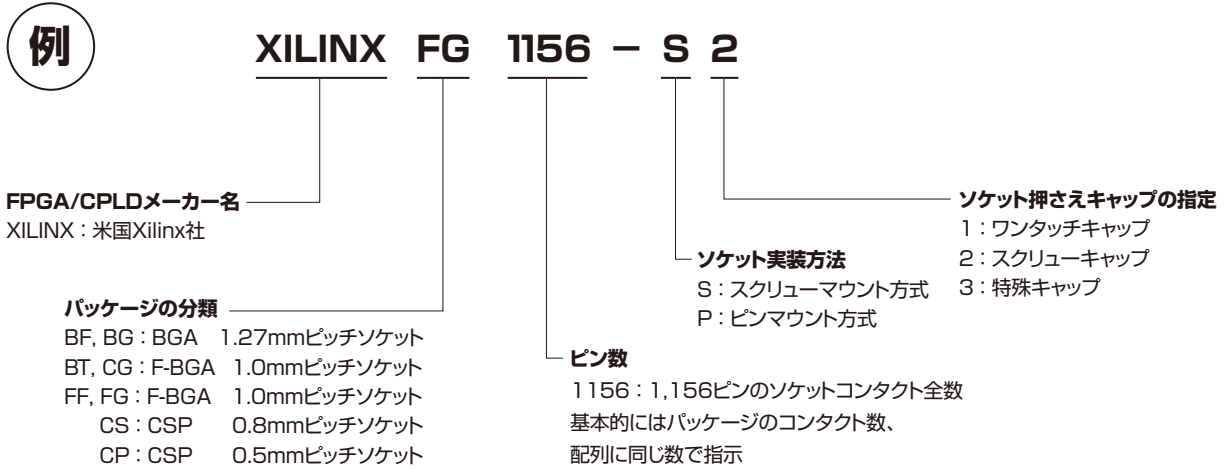 例
XILINX FG 1156 − S 2
FPGA/CPLDメーカー名
XILINX：米国Xilinx社
パッケージの分類
BF, BG：BGA 1.27mmピッチソケット
BT, CG：F-BGA 1.0mmピッチソケット
FF, FG：F-BGA 1.0mmピッチソケット
CS：CSP 0.8mmピッチソケット
CP：CSP 0.5mmピッチソケット
ピン数
1156：1,156ピンのソケットコンタクト全数
基本的にはパッケージのコンタクト数、
配列に同じ数で指示
ソケット実装方法
S：スクリューマウント方式
P：ピンマウント方式
ソケット押さえキャップの指定
1：ワンタッチキャップ
2：スクリューキャップ
3：特殊キャップ